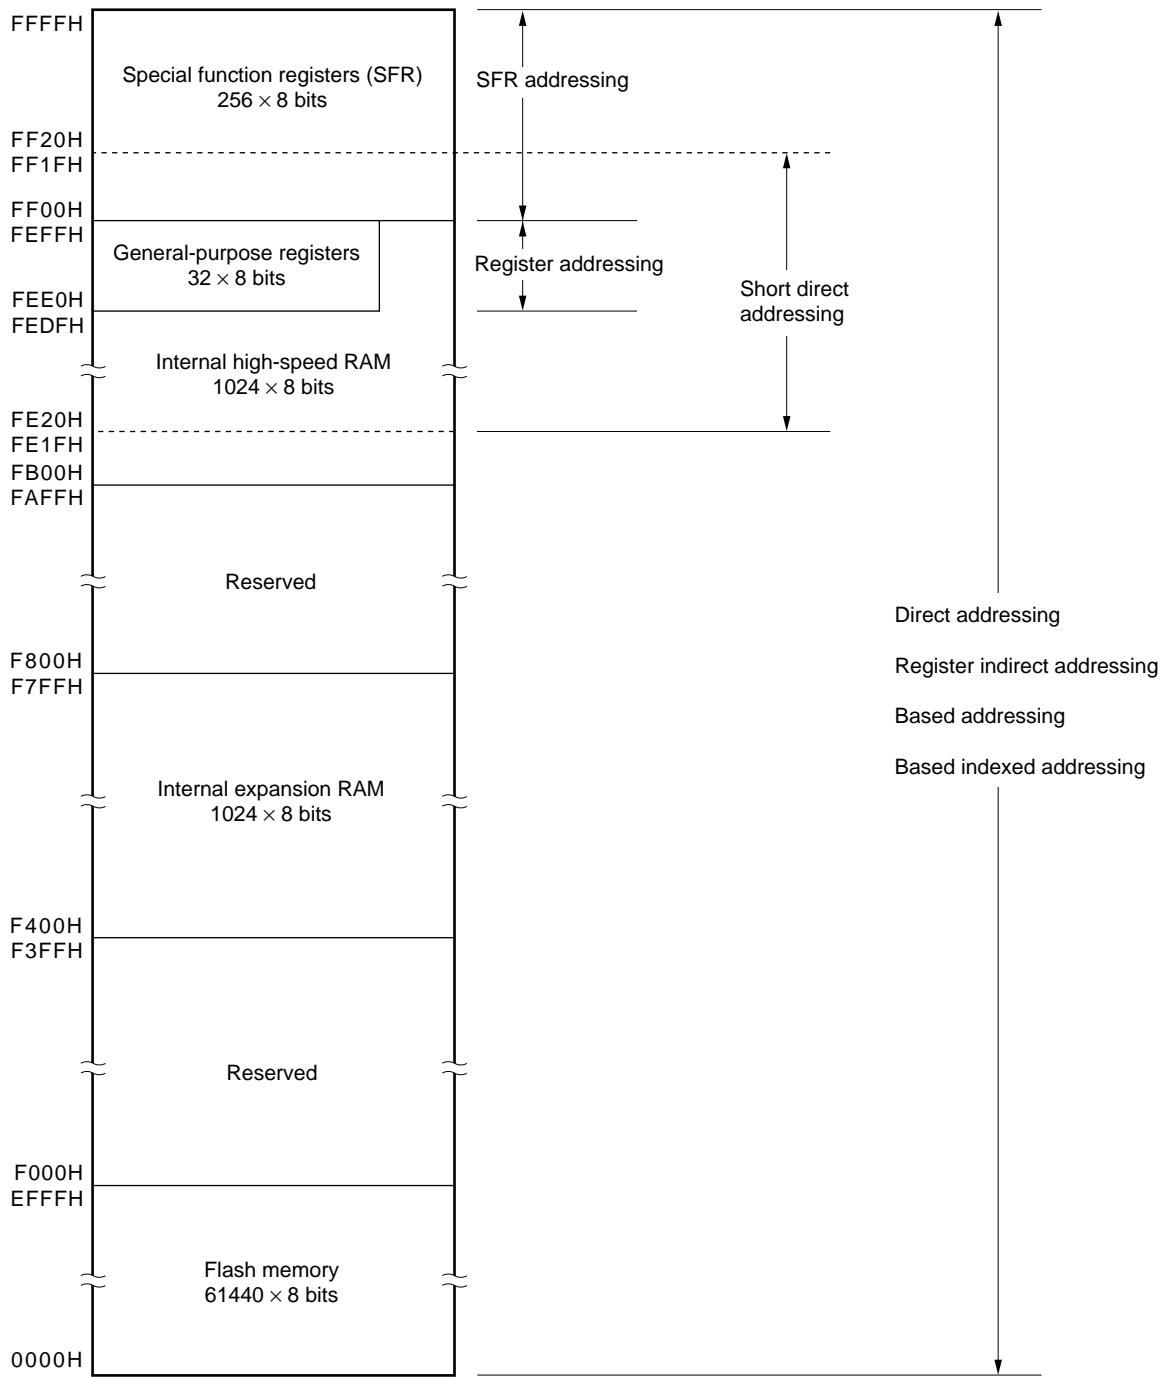 FFFFH
Special function registers (SFR)
256 × 8 bits
SFR addressing
FF20H
FF1FH
FF00H
FEFFH
General-purpose registers
32 × 8 bits
Register addressing
Short direct
addressing
FEE0H
FEDFH
Internal high-speed RAM
1024 × 8 bits
FE20H
FE1FH
FB00H
FAFFH
Reserved
Direct addressing
Register indirect addressing
Based addressing
Based indexed addressing
F800H
F7FFH
Internal expansion RAM
1024 × 8 bits
F400H
F3FFH
Reserved
F000H
EFFFH
Flash memory
61440 × 8 bits
0000H